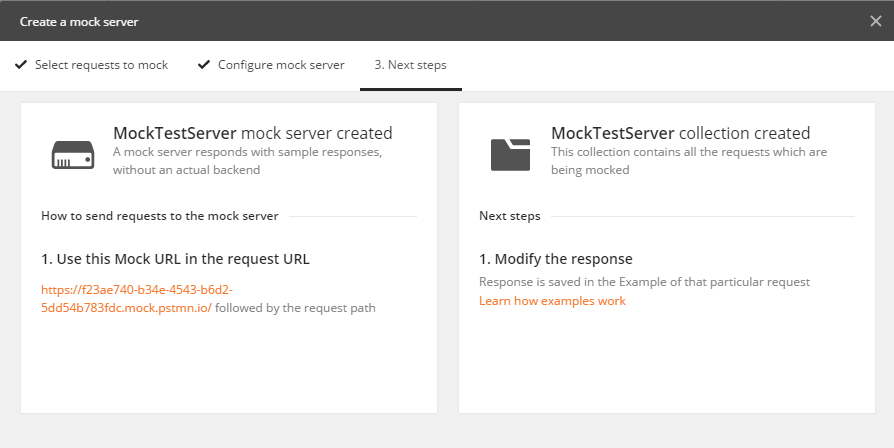 Create a mock server
Select requests to mock
Configure mock server
3. Next steps
MockTestServer mock server created
A mock server responds with sample responses,
without an actual backend
How to send requests to the mock server
1. Use this Mock URL in the request URL
https://f23ae740-b34e-4543-b6d2-
5dd54b783fdc.mock.pstmn.io/ followed by the request path
MockTestServer collection created
This collection contains all the requests which are
being mocked
Next steps
1. Modify the response
Response is saved in the Example of that particular request
Learn how examples work